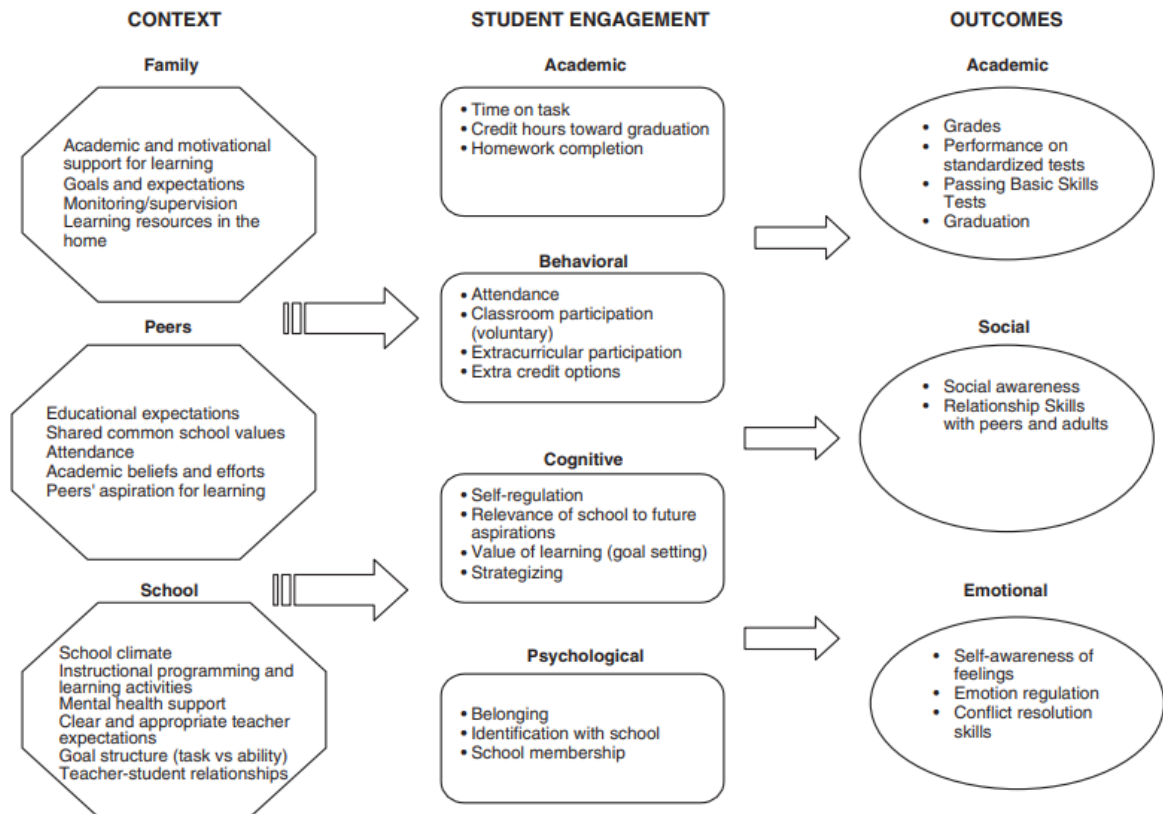 CONTEXT
Family
Academic and motivational
support for learning
Goals and expectations
Monitoring/supervision
Learning resources in the
home
Peers
Educational expectations
Shared common school values
Attendance
Academic beliefs and efforts
Peers' aspiration for learning
School
School climate
Instructional programming and
learning activities
Mental health support
Clear and appropriate teacher
expectations
Goal structure (task vs ability)
Teacher-student relationships
STUDENT ENGAGEMENT
Academic
• Time on task
• Credit hours toward graduation
• Homework completion
Behavioral
• Attendance
• Classroom participation
(voluntary)
• Extracurricular participation
• Extra credit options
Cognitive
• Self-regulation
• Relevance of school to future
aspirations
• Value of learning (goal setting)
• Strategizing
Psychological
• Belonging
• Identification with school
• School membership
OUTCOMES
Academic
• Grades
• Performance on
standardized tests
• Passing Basic Skills
Tests
• Graduation
Social
• Social awareness
• Relationship Skills
with peers and adults
Emotional
• Self-awareness of
feelings
• Emotion regulation
• Conflict resolution
skills